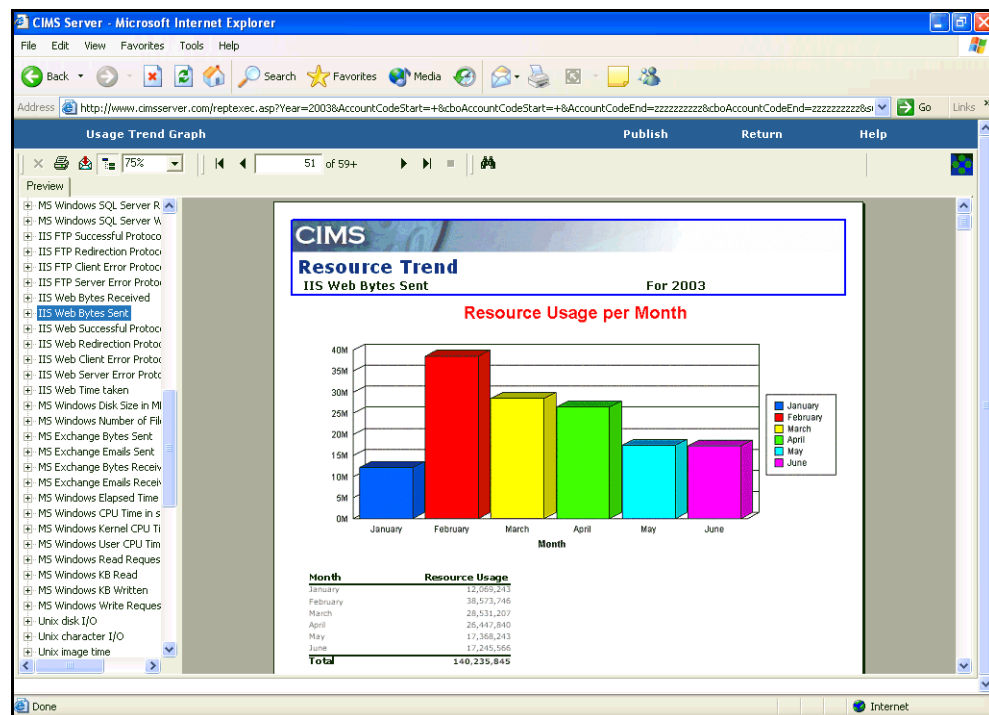 CIMS Server - Microsoft Internet Explorer
File Edit View Favorites Tools Help
Back Search Favorites Media
Address http://www.cimsserver.com/reptexec.asp?Year=2003&AccountCodeStart=+&cboAccountCodeStart=+&AccountCodeEnd=zzzzzzzzzz&cboAccountCodeEnd=zzzzzzzzzz&su Go Links
Usage Trend Graph Publish Return Help
75% 51 of 59+
Preview
MS Windows SQL Server R
MS Windows SQL Server W
IIS FTP Successful Protoco
IIS FTP Redirection Protoc
IIS FTP Client Error Protoc
IIS FTP Server Error Proto
IIS Web Bytes Received
IIS Web Bytes Sent
IIS Web Successful Protoc
IIS Web Redirection Protoc
IIS Web Client Error Protoc
IIS Web Server Error Proto
IIS Web Time taken
MS Windows Disk Size in M
MS Windows Number of File
MS Exchange Bytes Sent
MS Exchange Emails Sent
MS Exchange Bytes Receiv
MS Exchange Emails Receiv
MS Windows Elapsed Time
MS Windows CPU Time in s
MS Windows Kernel CPU Ti
MS Windows User CPU Tim
MS Windows Read Reques
MS Windows KB Read
MS Windows KB Written
MS Windows Write Reques
Unix disk I/O
Unix character I/O
Unix image time
CIMS
Resource Trend
IIS Web Bytes Sent For 2003
Resource Usage per Month
40M
35M
30M
25M
20M
15M
10M
5M
0M
January February March April May June
Month
January
February
March
April
May
June
Month Resource Usage
January 12,069,243
February 38,573,746
March 28,531,207
April 26,447,840
May 17,368,243
June 17,245,566
Total 140,235,845
Done Internet